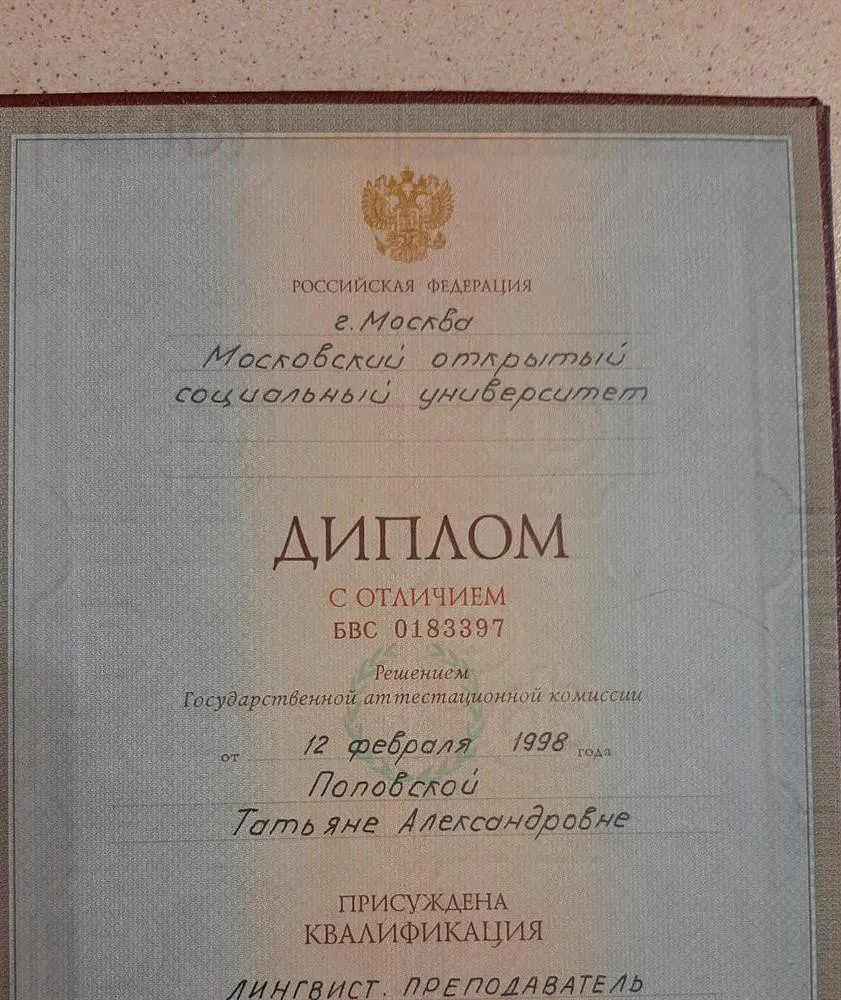 РОССИЙСКАЯ ФЕДЕРАЦИЯ
г. Москва
Московский открытый
социальный университет
ДИПЛОМ
С ОТЛИЧИЕМ
БВС 0183397
Решением
Государственной аттестационной комиссии
от 12 февраля 1998 года
Поповской
Татьяне Александровне
ПРИСУЖДЕНА
КВАЛИФИКАЦИЯ
ЛИНГВИСТ. ПРЕПОДАВАТЕЛЬ